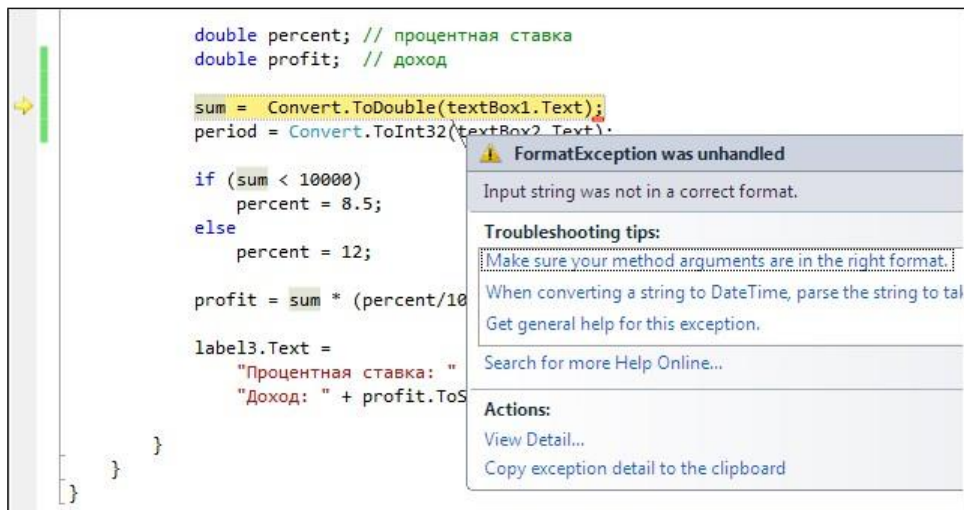 double percent; // процентная ставка
double profit; // доход
sum = Convert.ToDouble(textBox1.Text);
period = Convert.ToInt32(textBox2.Text);
if (sum < 10000)
percent = 8.5;
else
percent = 12;
profit = sum * (percent/10
label3.Text =
"Процентная ставка: "
"Доход: " + profit.ToS
}
}
}
FormatException was unhandled
Input string was not in a correct format.
Troubleshooting tips:
Make sure your method arguments are in the right format.
When converting a string to DateTime, parse the string to tak
Get general help for this exception.
Search for more Help Online...
Actions:
View Detail...
Copy exception detail to the clipboard